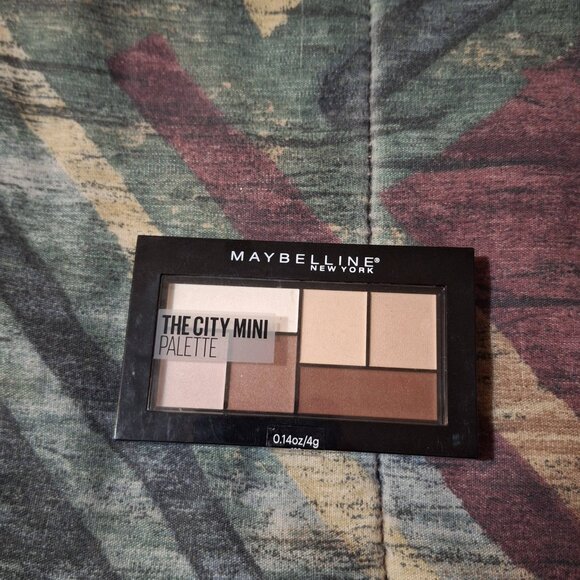 MAYBELLINE®
NEW YORK
THE CITY MINI
PALETTE
0.14oz/4g